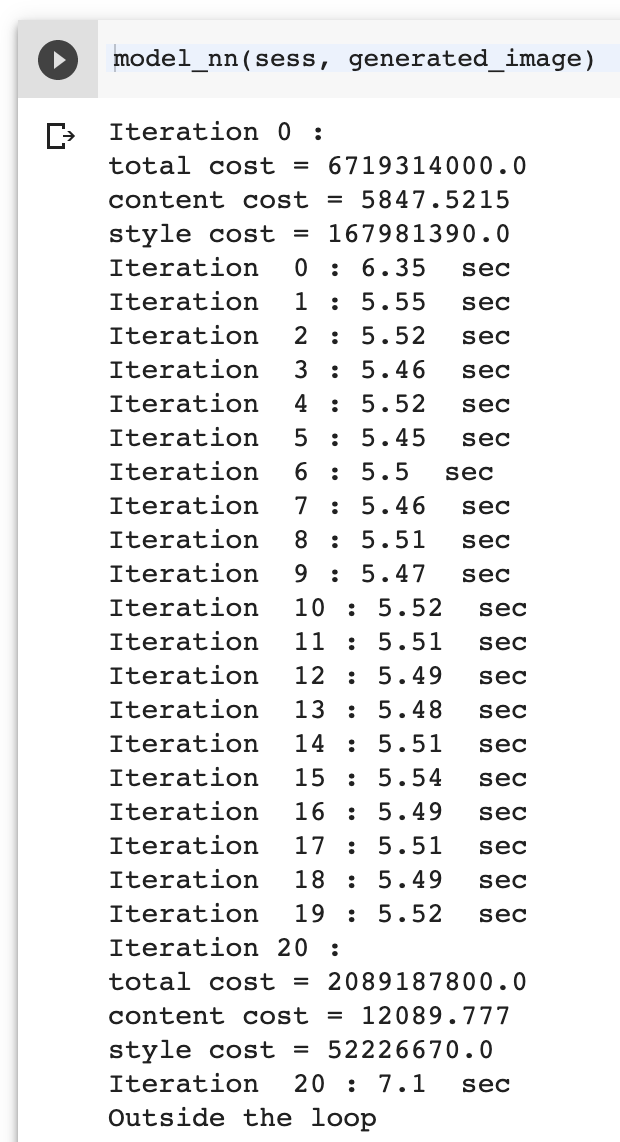 model_nn(sess, generated_image)
Iteration 0 :
total cost = 6719314000.0
content cost = 5847.5215
style cost = 167981390.0
Iteration  0 : 6.35  sec
Iteration  1 : 5.55  sec
Iteration  2 : 5.52  sec
Iteration  3 : 5.46  sec
Iteration  4 : 5.52  sec
Iteration  5 : 5.45  sec
Iteration  6 : 5.5  sec
Iteration  7 : 5.46  sec
Iteration  8 : 5.51  sec
Iteration  9 : 5.47  sec
Iteration  10 : 5.52  sec
Iteration  11 : 5.51  sec
Iteration  12 : 5.49  sec
Iteration  13 : 5.48  sec
Iteration  14 : 5.51  sec
Iteration  15 : 5.54  sec
Iteration  16 : 5.49  sec
Iteration  17 : 5.51  sec
Iteration  18 : 5.49  sec
Iteration  19 : 5.52  sec
Iteration 20 :
total cost = 2089187800.0
content cost = 12089.777
style cost = 52226670.0
Iteration  20 : 7.1  sec
Outside the loop